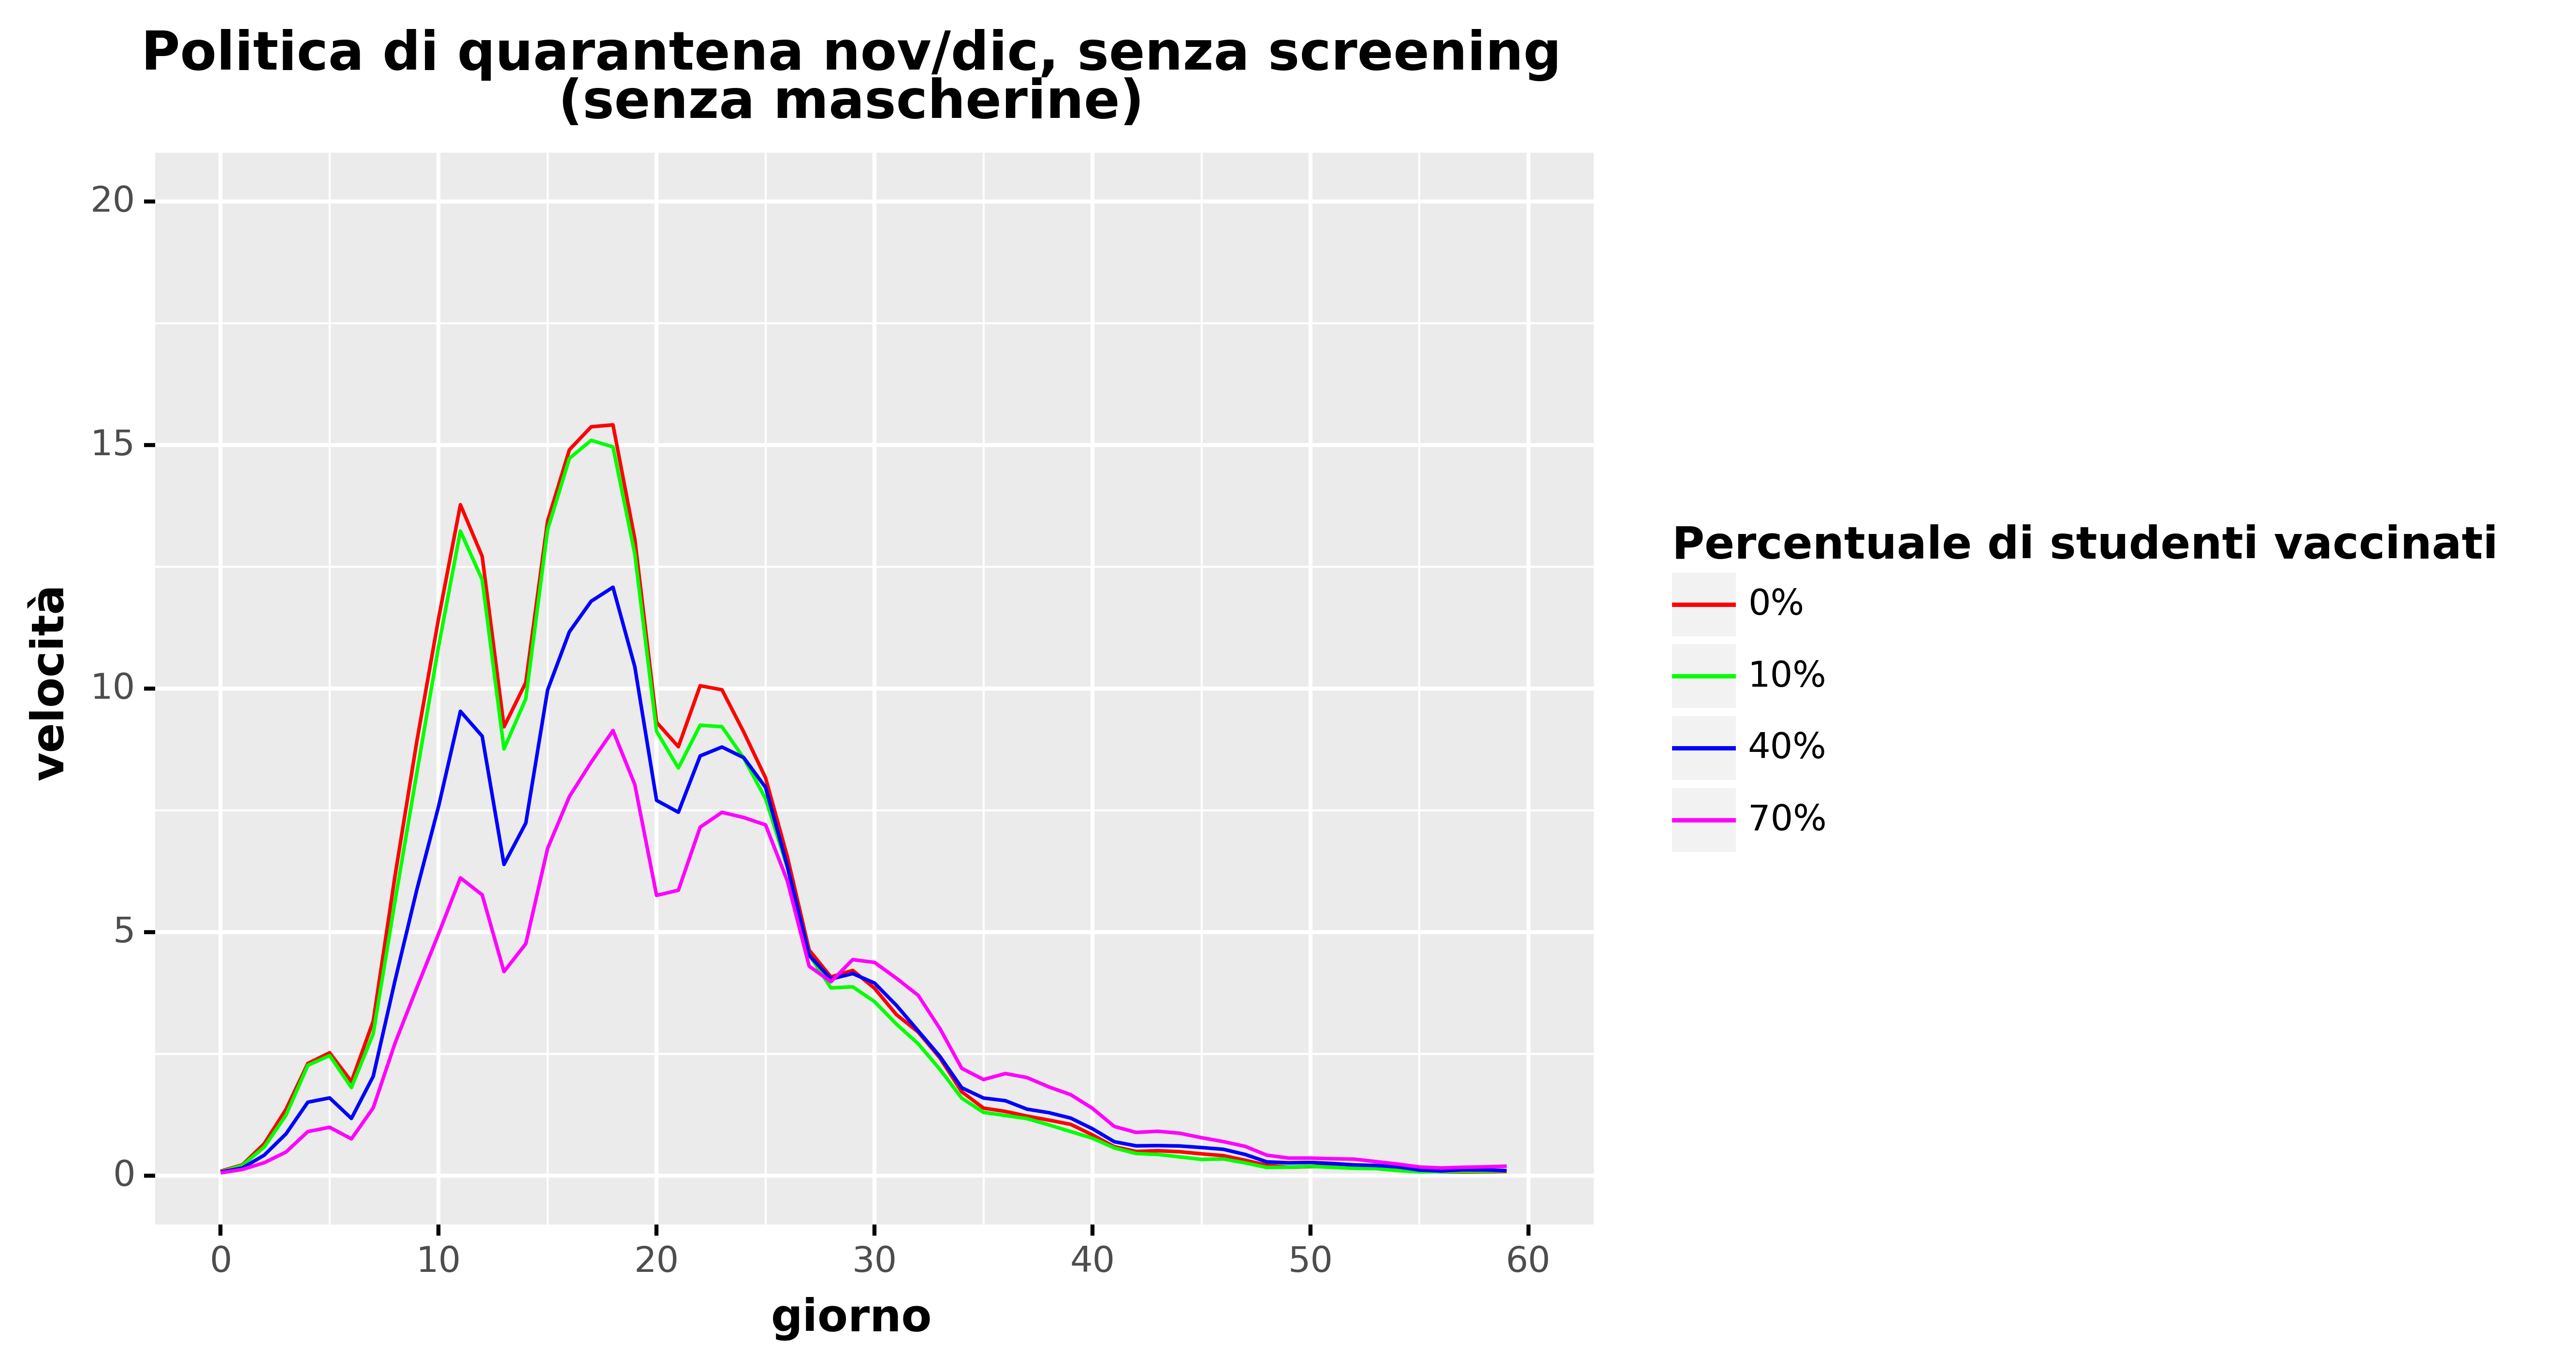 Politica di quarantena nov/dic, senza screening
(senza mascherine)
velocità
20
15
10
5
0
0 10 20 30 40 50 60
giorno
Percentuale di studenti vaccinati
0%
10%
40%
70%